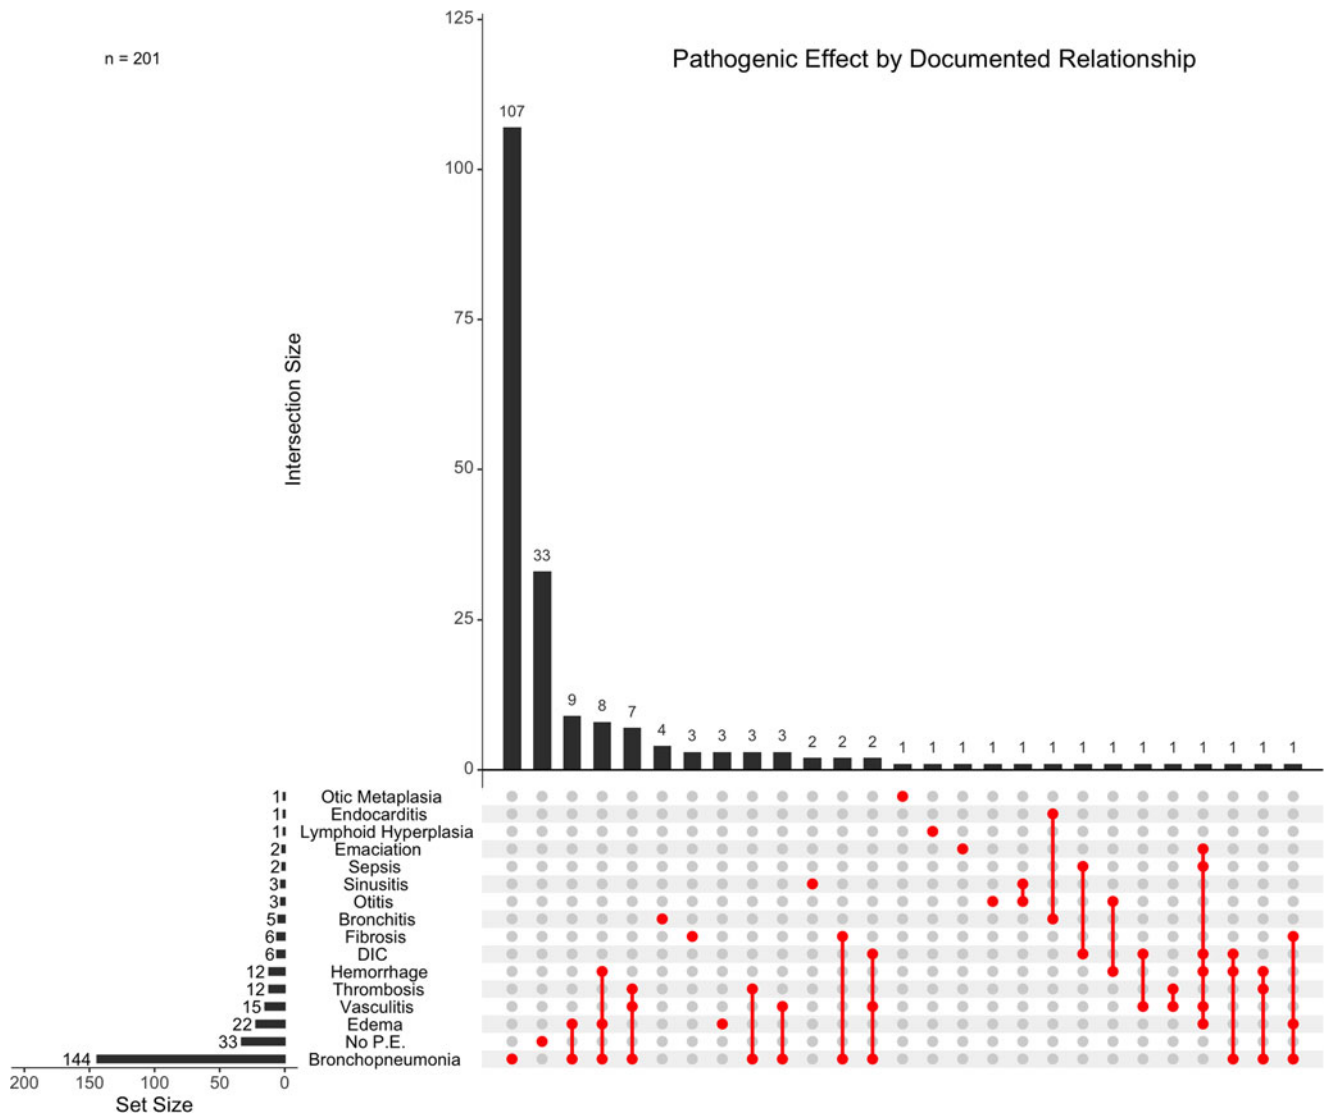 125
n = 201
Pathogenic Effect by Documented Relationship
107
100
75
Intersection Size
50
33
25
9 8 7 4 3 3 3 3 2 2 2 1 1 1 1 1 1 1 1 1 1 1 1 1 1
0
1 Otic Metaplasia
1 Endocarditis
1 Lymphoid Hyperplasia
2 Emaciation
2 Sepsis
3 Sinusitis
3 Otitis
5 Bronchitis
6 Fibrosis
6 DIC
12 Hemorrhage
12 Thrombosis
15 Vasculitis
22 Edema
33 No P.E.
144 Bronchopneumonia
200 150 100 50 0
Set Size